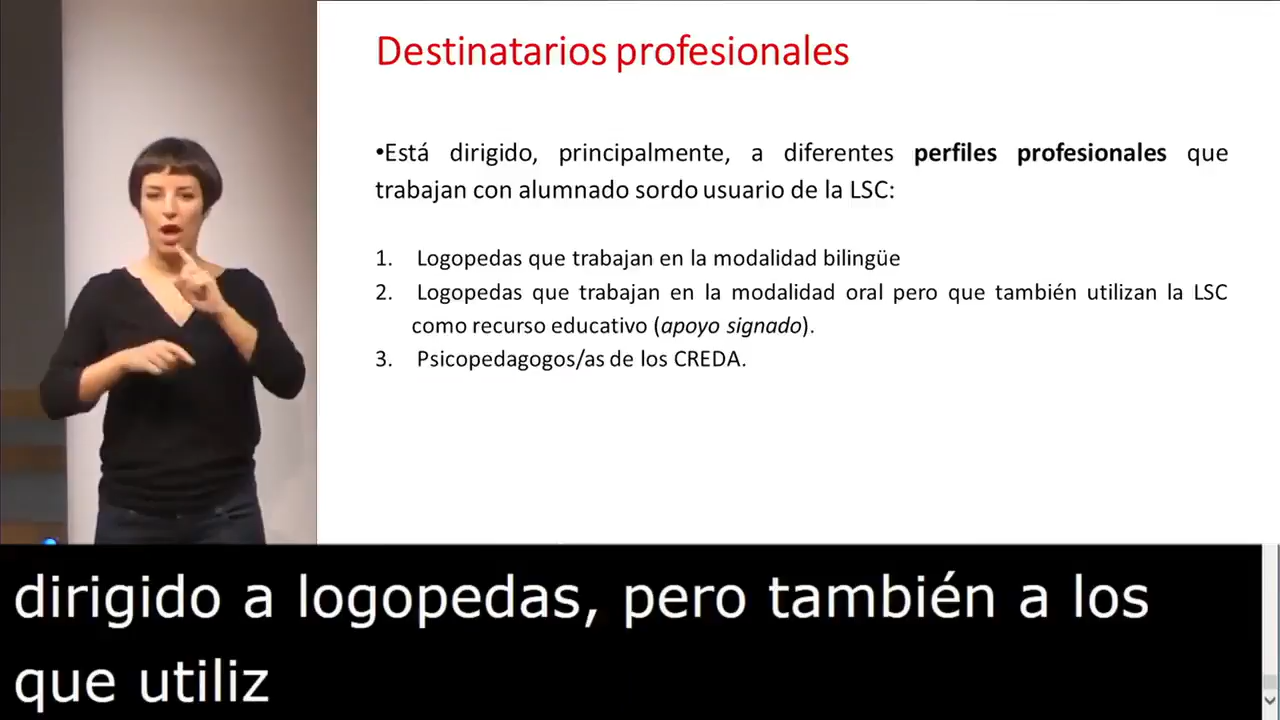 Destinatarios profesionales
•Está dirigido, principalmente, a diferentes perfiles profesionales que
trabajan con alumnado sordo usuario de la LSC:
1. Logopedas que trabajan en la modalidad bilingüe
2. Logopedas que trabajan en la modalidad oral pero que también utilizan la LSC
como recurso educativo (apoyo signado).
3. Psicopedagogos/as de los CREDA.
dirigido a logopedas, pero también a los
que utiliz